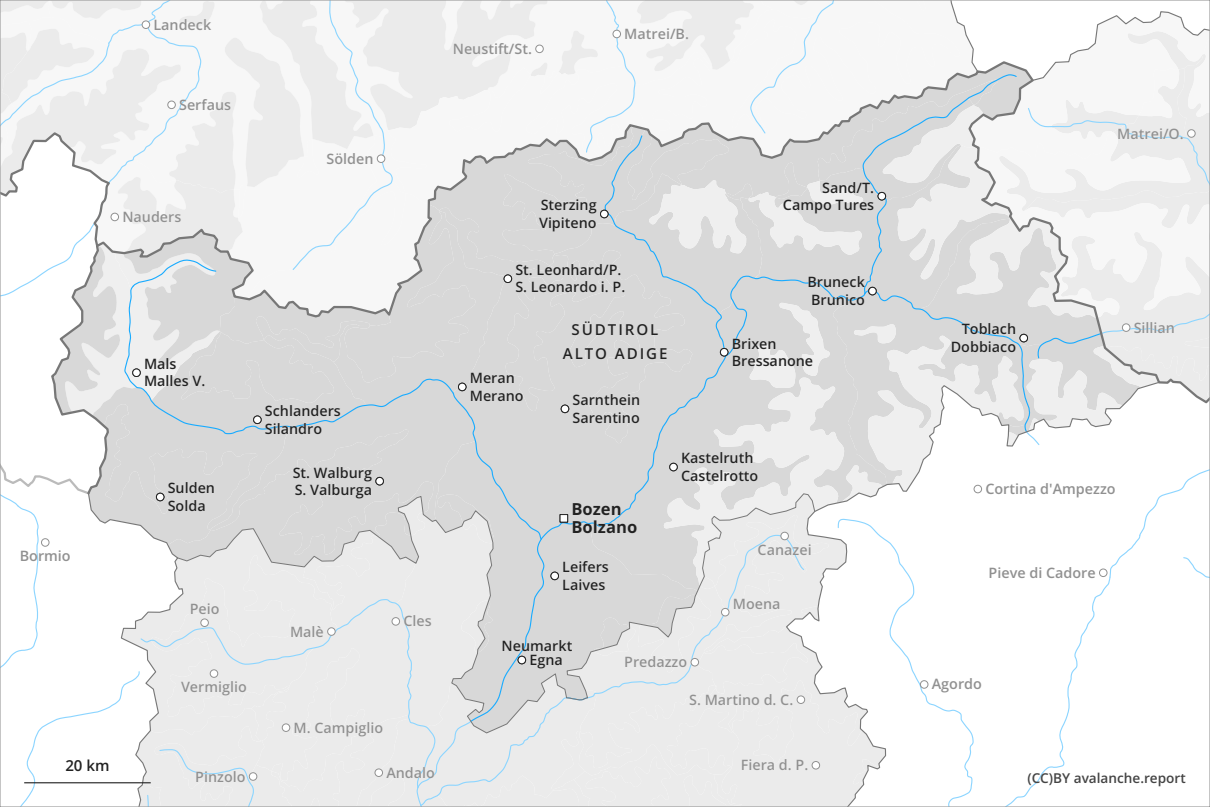 Landeck
Neustift/St.
Matrei/B.
Serfaus
Matrei/O.
Sölden
Sand/T.
Campo Tures
Nauders
Sterzing
Vipiteno
St. Leonhard/P.
S. Leonardo i. P.
Bruneck
Brunico
SÜDTIROL
ALTO ADIGE
Toblach
Dobbiaco
Sillian
Brixen
Bressanone
Mals
Malles V.
Meran
Merano
Schlanders
Silandro
Sarnthein
Sarentino
Kastelruth
Castelrotto
St. Walburg
S. Valburga
Sulden
Solda
Cortina d'Ampezzo
Bozen
Bolzano
Bormio
Canazei
Leifers
Laives
Pieve di Cadore
Peio
Moena
Malè
Cles
Neumarkt
Egna
Predazzo
Vermiglio
Agordo
S. Martino d. C.
M. Campiglio
Fiera d. P.
20 km
Pinzolo
Andalo
(CC)BY avalanche.report